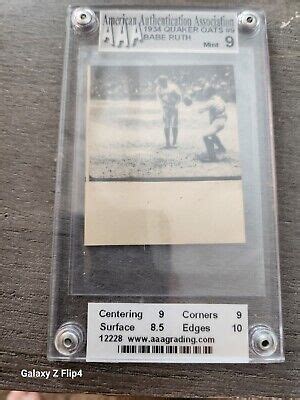 American Authentication Association
AAA
1934 QUAKER OATS #9
BABE RUTH
Mint 9
Centering 9 Corners 9
Surface 8.5 Edges 10
12228 www.aaagrading.com
Galaxy Z Flip4